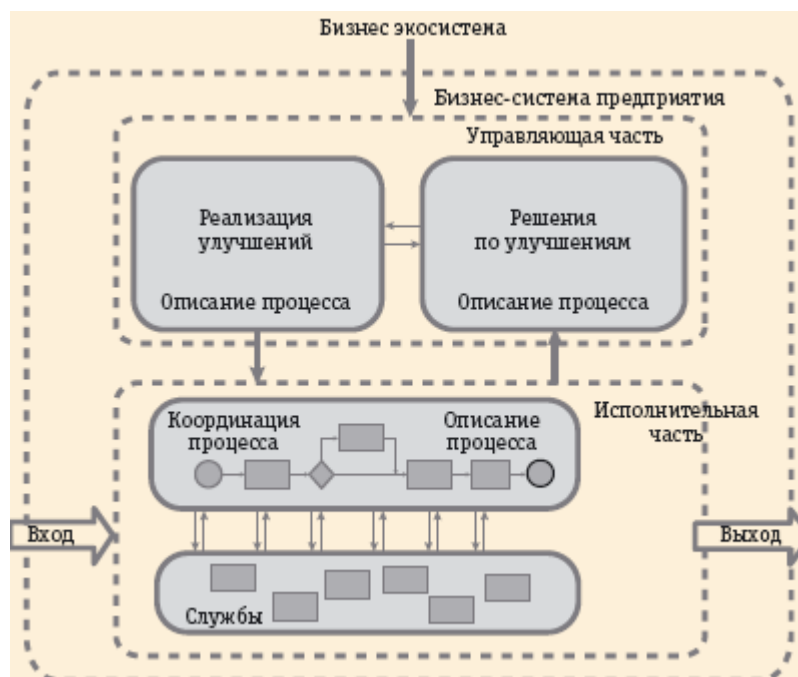 Бизнес экосистема
Бизнес-система предприятия
Управляющая часть
Реализация
улучшений
Описание процесса
Решения
по улучшениям
Описание процесса
Исполнительная
часть
Координация
процесса
Описание
процесса
Вход
Выход
Службы